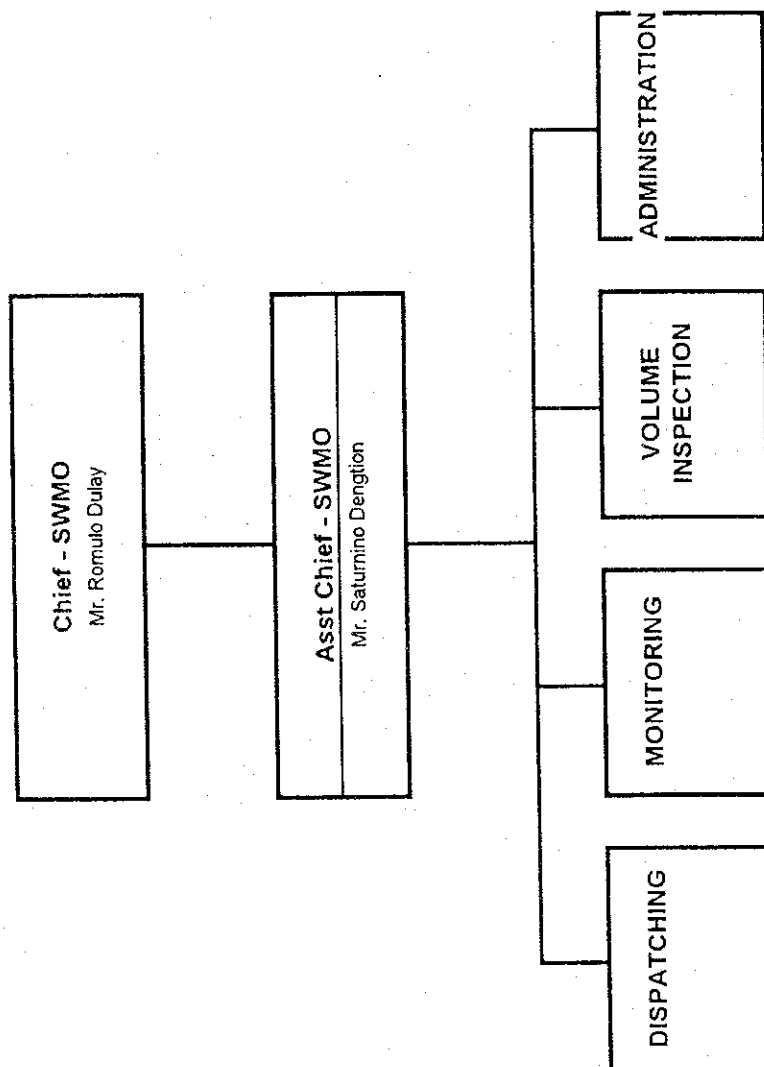 Chief - SWMO
Mr. Romulo Dulay
Asst Chief - SWMO
Mr. Saturnino Dengtion
DISPATCHING
MONITORING
VOLUME
INSPECTION
ADMINISTRATION